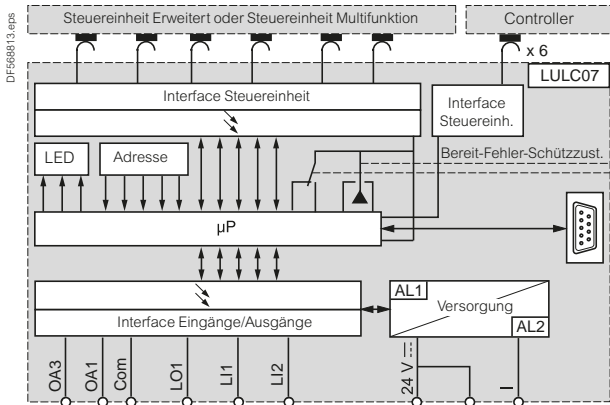 DF568813.eps
Steuereinheit Erweitert oder Steuereinheit Multifunktion
Controller
x 6
LULC07
Interface Steuereinheit
Interface
Steuereinh.
LED
Adresse
Bereit-Fehler-Schützzust.
µP
AL1
Versorgung
AL2
Interface Eingänge/Ausgänge
OA3
OA1
Com
LO1
LI1
LI2
24 V
I